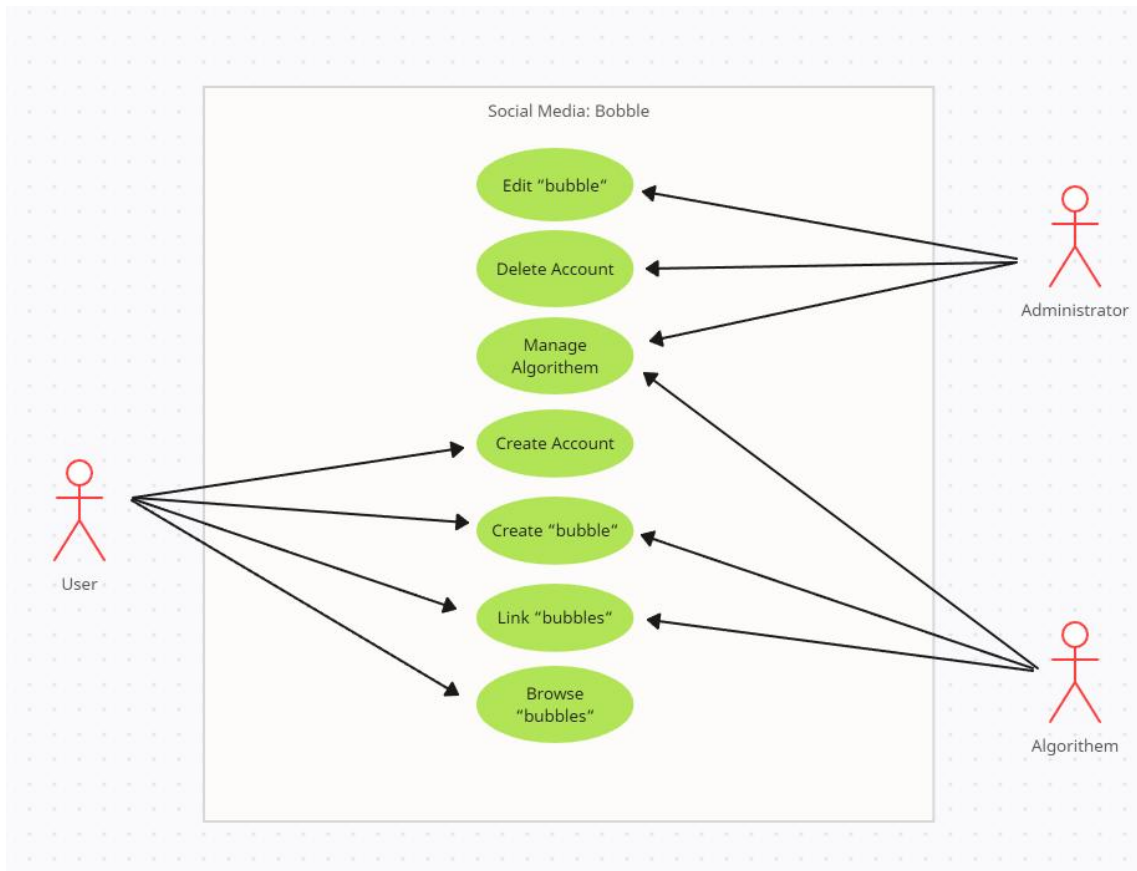 Social Media: Bobble
Edit “bubble“
Delete Account
Manage
Algorithem
Create Account
Create “bubble“
Link “bubbles“
Browse
“bubbles“
Administrator
User
Algorithem